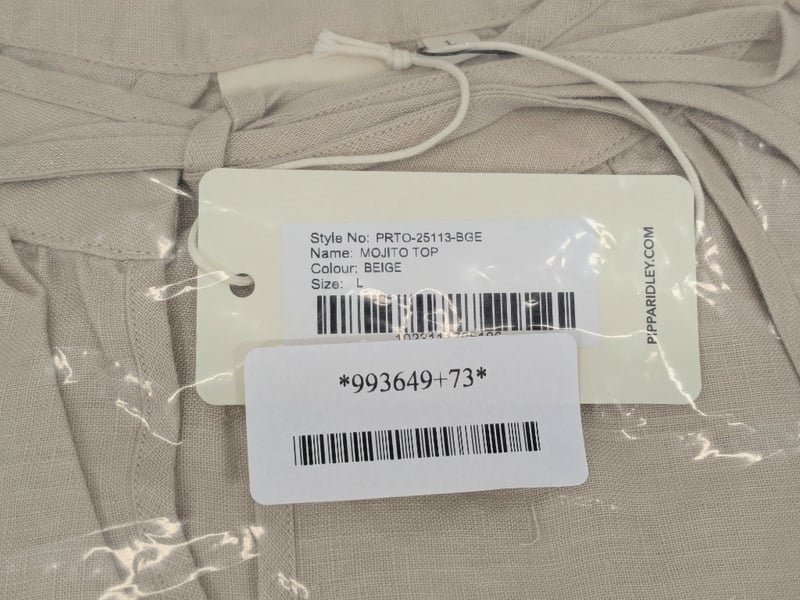 Style No: PRTO-25113-BGE
Name: MOJITO TOP
Colour: BEIGE
Size: L
PIPPARIDLEY.COM
*993649+73*